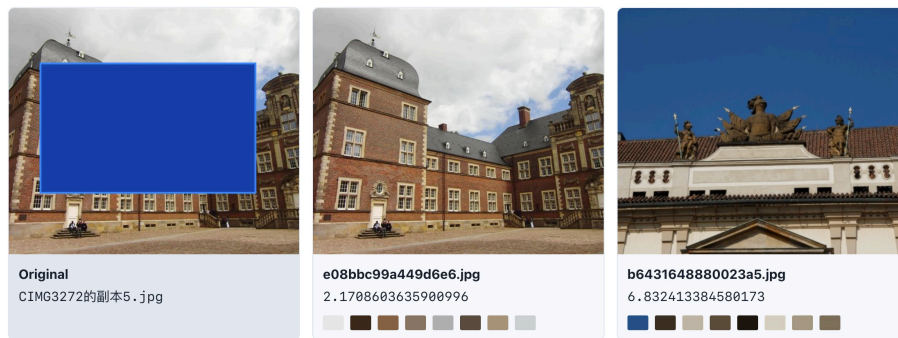 Original
CIMG3272的副本5.jpg
e08bbc99a449d6e6.jpg
2.1708603635900996
b6431648880023a5.jpg
6.832413384580173